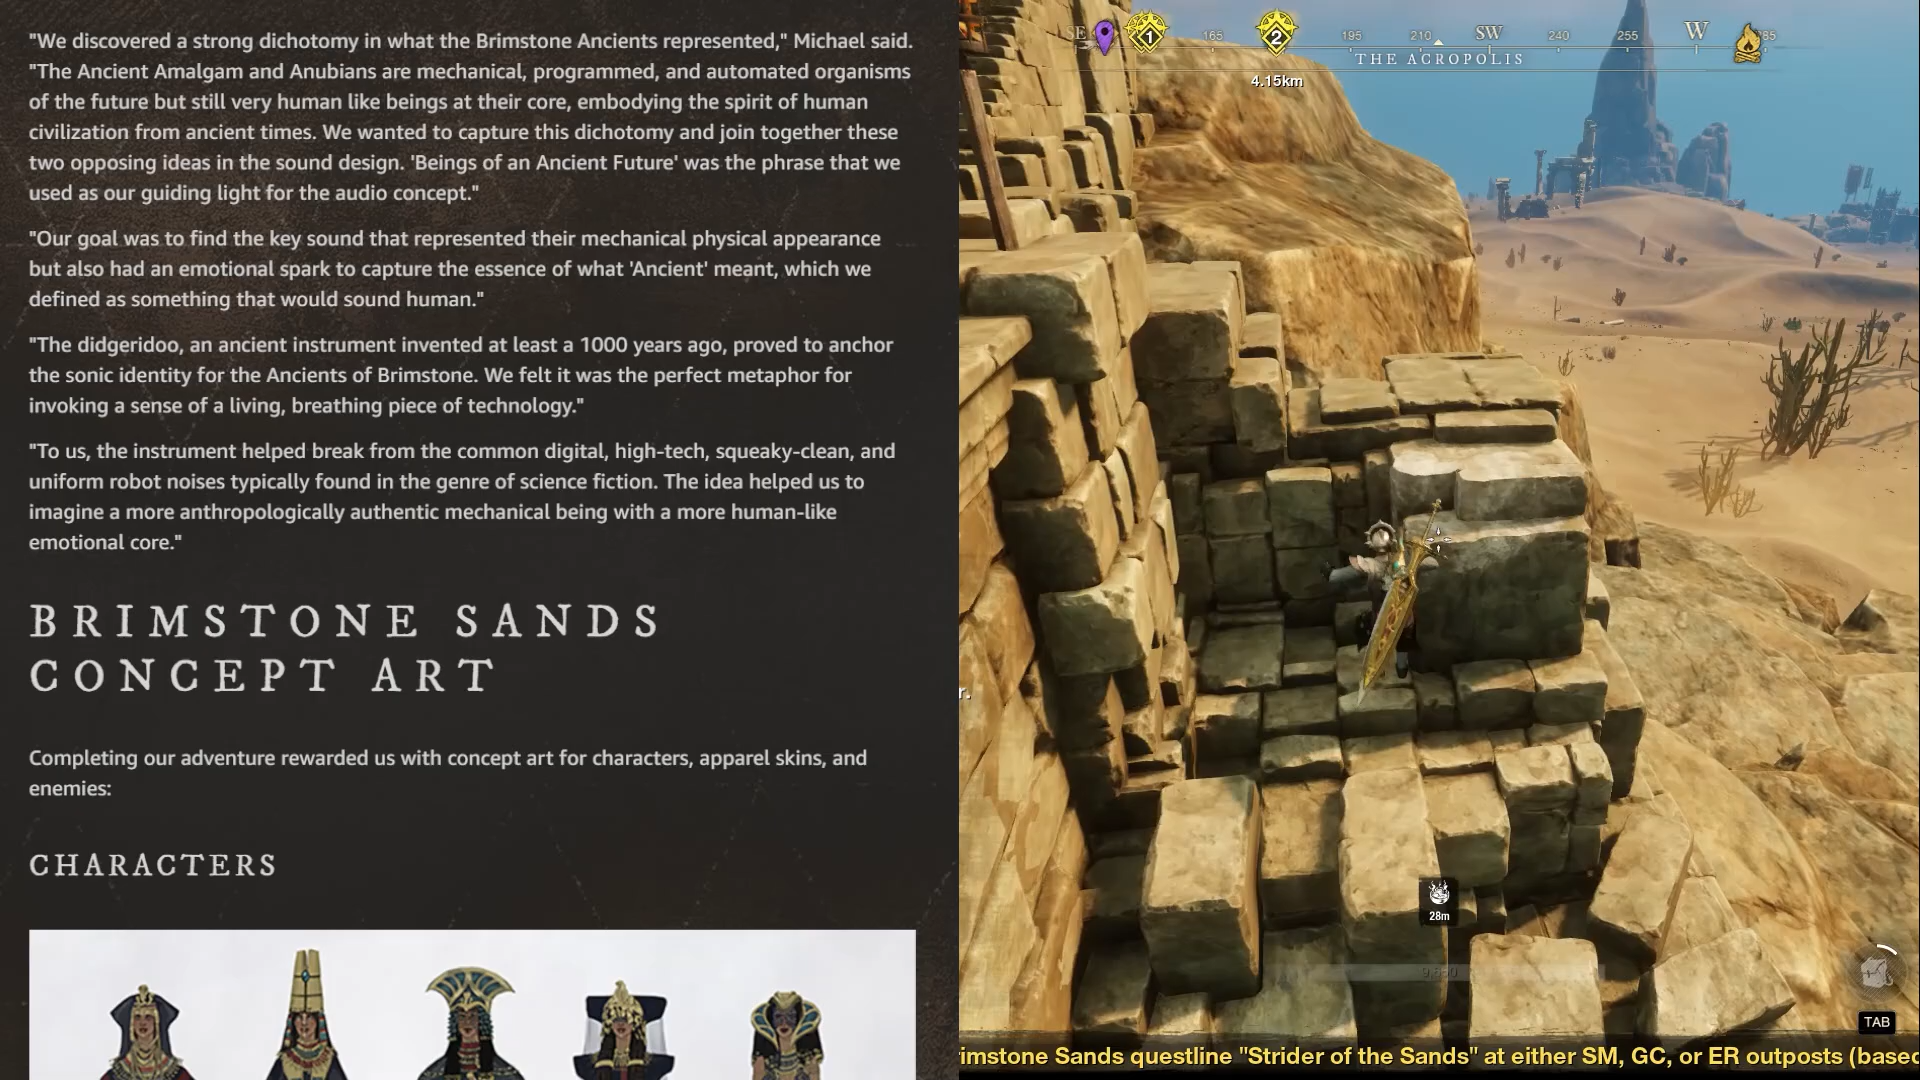 "We discovered a strong dichotomy in what the Brimstone Ancients represented," Michael said.
"The Ancient Amalgam and Anubians are mechanical, programmed, and automated organisms
of the future but still very human like beings at their core, embodying the spirit of human
civilization from ancient times. We wanted to capture this dichotomy and join together these
two opposing ideas in the sound design. 'Beings of an Ancient Future' was the phrase that we
used as our guiding light for the audio concept."
"Our goal was to find the key sound that represented their mechanical physical appearance
but also had an emotional spark to capture the essence of what 'Ancient' meant, which we
defined as something that would sound human."
"The didgeridoo, an ancient instrument invented at least a 1000 years ago, proved to anchor
the sonic identity for the Ancients of Brimstone. We felt it was the perfect metaphor for
invoking a sense of a living, breathing piece of technology."
"To us, the instrument helped break from the common digital, high-tech, squeaky-clean, and
uniform robot noises typically found in the genre of science fiction. The idea helped us to
imagine a more anthropologically authentic mechanical being with a more human-like
emotional core."
BRIMSTONE SANDS
CONCEPT ART
Completing our adventure rewarded us with concept art for characters, apparel skins, and
enemies:
CHARACTERS
SE 1 165 2 195 210 SW 240 255 W 285
THE ACROPOLIS
4.15km
r.
28m
9,850
TAB
rimstone Sands questline "Strider of the Sands" at either SM, GC, or ER outposts (based